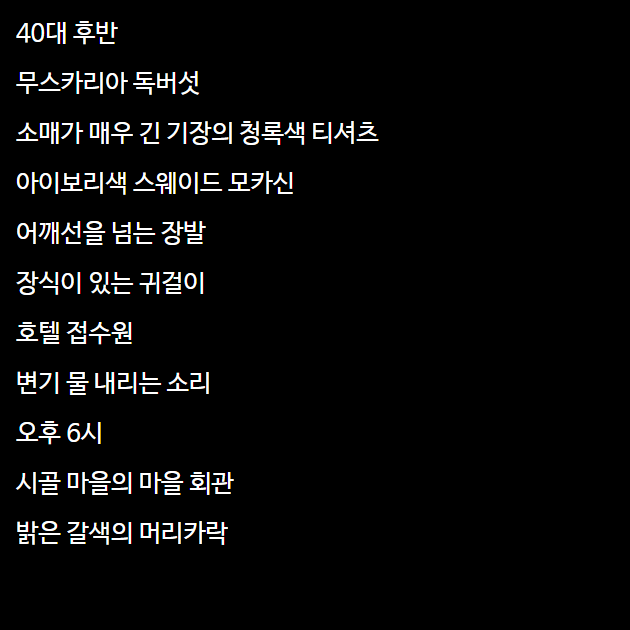 40대 후반
무스카리아 독버섯
소매가 매우 긴 기장의 청록색 티셔츠
아이보리색 스웨이드 모카신
어깨선을 넘는 장발
장식이 있는 귀걸이
호텔 접수원
변기 물 내리는 소리
오후 6시
시골 마을의 마을 회관
밝은 갈색의 머리카락